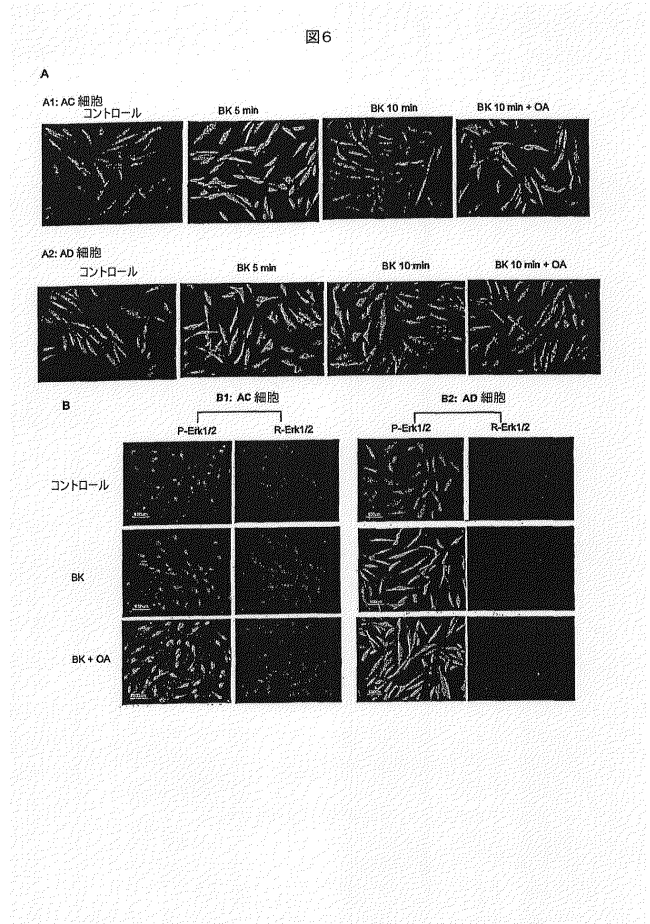 図6
A
A1: AC 細胞
コントロール
BK 5 min
BK 10 min
BK 10 min + OA
A2: AD 細胞
コントロール
BK 5 min
BK 10 min
BK 10 min + OA
B
B1: AC 細胞
B2: AD 細胞
P-Erk1/2
R-Erk1/2
P-Erk1/2
R-Erk1/2
コントロール
BK
BK + OA